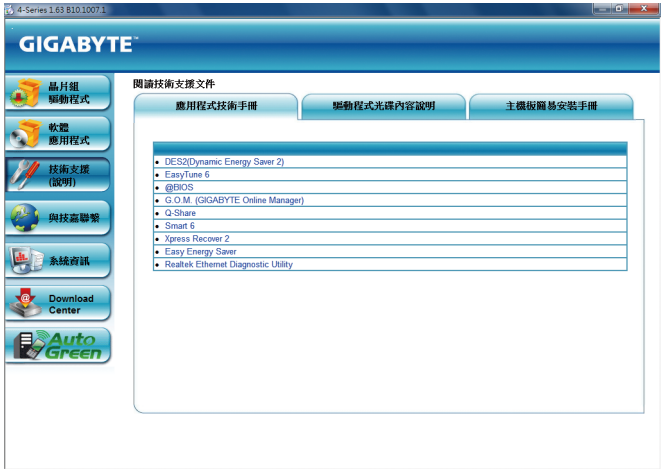 4-Series 1.63 B10.1007.1
GIGABYTE™
晶片組
驅動程式
軟體
應用程式
技術支援
(說明)
與技嘉聯繫
系統資訊
Download
Center
Auto
Green
閱讀技術支援文件
應用程式技術手冊
驅動程式光碟內容說明
主機板簡易安裝手冊
DES2(Dynamic Energy Saver 2)
EasyTune 6
@BIOS
G.O.M. (GIGABYTE Online Manager)
Q-Share
Smart 6
Xpress Recover 2
Easy Energy Saver
Realtek Ethernet Diagnostic Utility